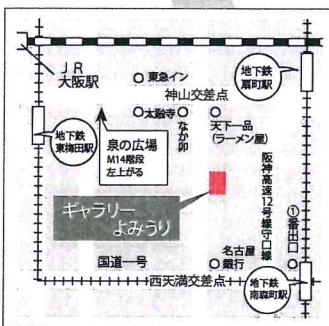 JR
大阪駅
東急イン
地下鉄
扇町駅
神山交差点
太融寺
なか卯
天下一品
(ラーメン屋)
地下鉄
東梅田駅
泉の広場
M14階段
左上がる
阪神高速12号線守口線
ギャラリー
よみうり
①番出口
名古屋
銀行
国道一号
西天満交差点
地下鉄
南森町駅